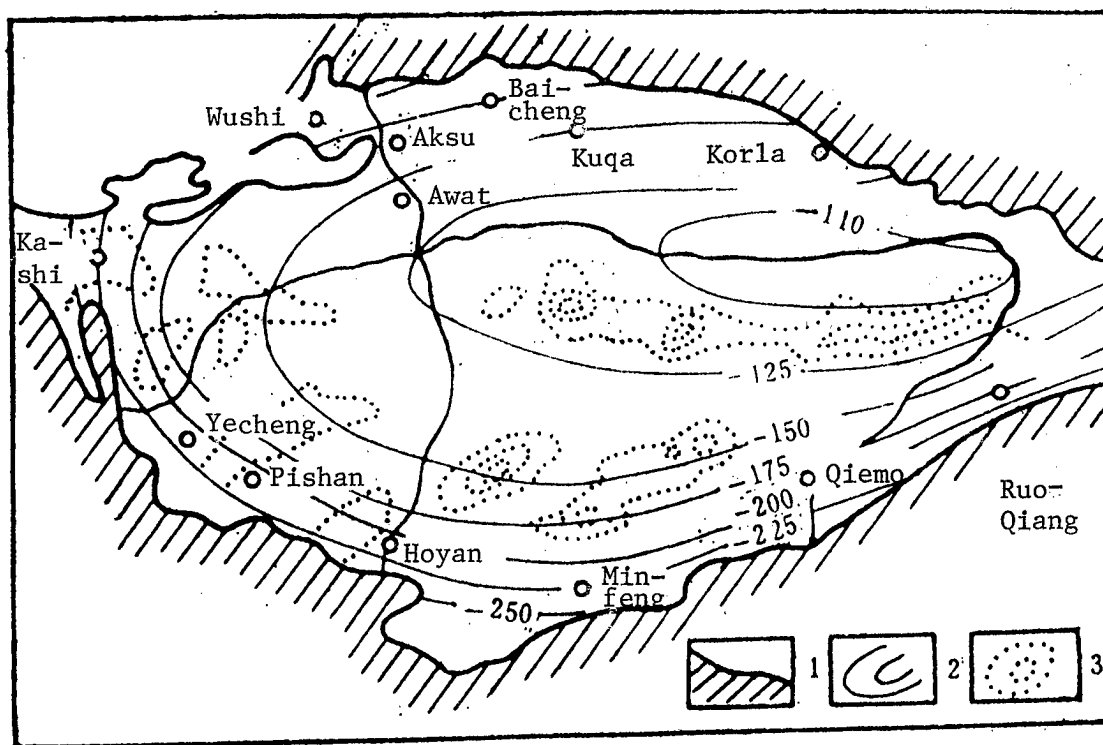 Bai-
cheng
Wushi
Aksu
Kuqa
Korla
Awat
-110
Ka-
shi
-125
Yecheng
-150
Pishan
-175
Qiemo
-200
Ruo-
Qiang
-225
Hoyan
Min-
feng
-250
1
2
3